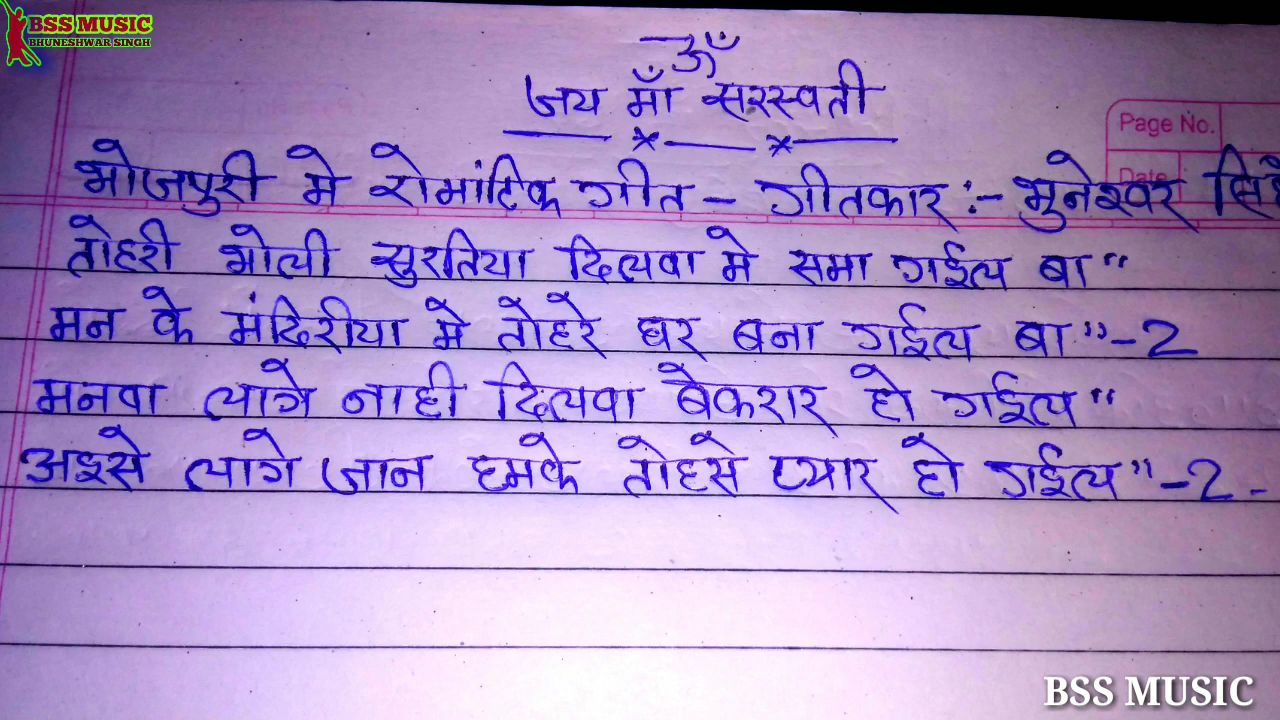 BSS MUSIC
BHUNESHWAR SINGH
ॐ
जय माँ सरस्वती
Page No.
Date
भोजपुरी मे रोमांटिक गीत - गीतकार :- भुनेश्वर सिंह
तोहरी भोली सुरतिया दिलवा मे समा गईल बा"
मन के मंदिरीया मे तोहरे घर बना गईल बा"-2
मनवा लागे नाही दिलवा बेकरार हो गईल"
अइसे लागे जान हमके तोहसे प्यार हो गईल"-2-
BSS MUSIC